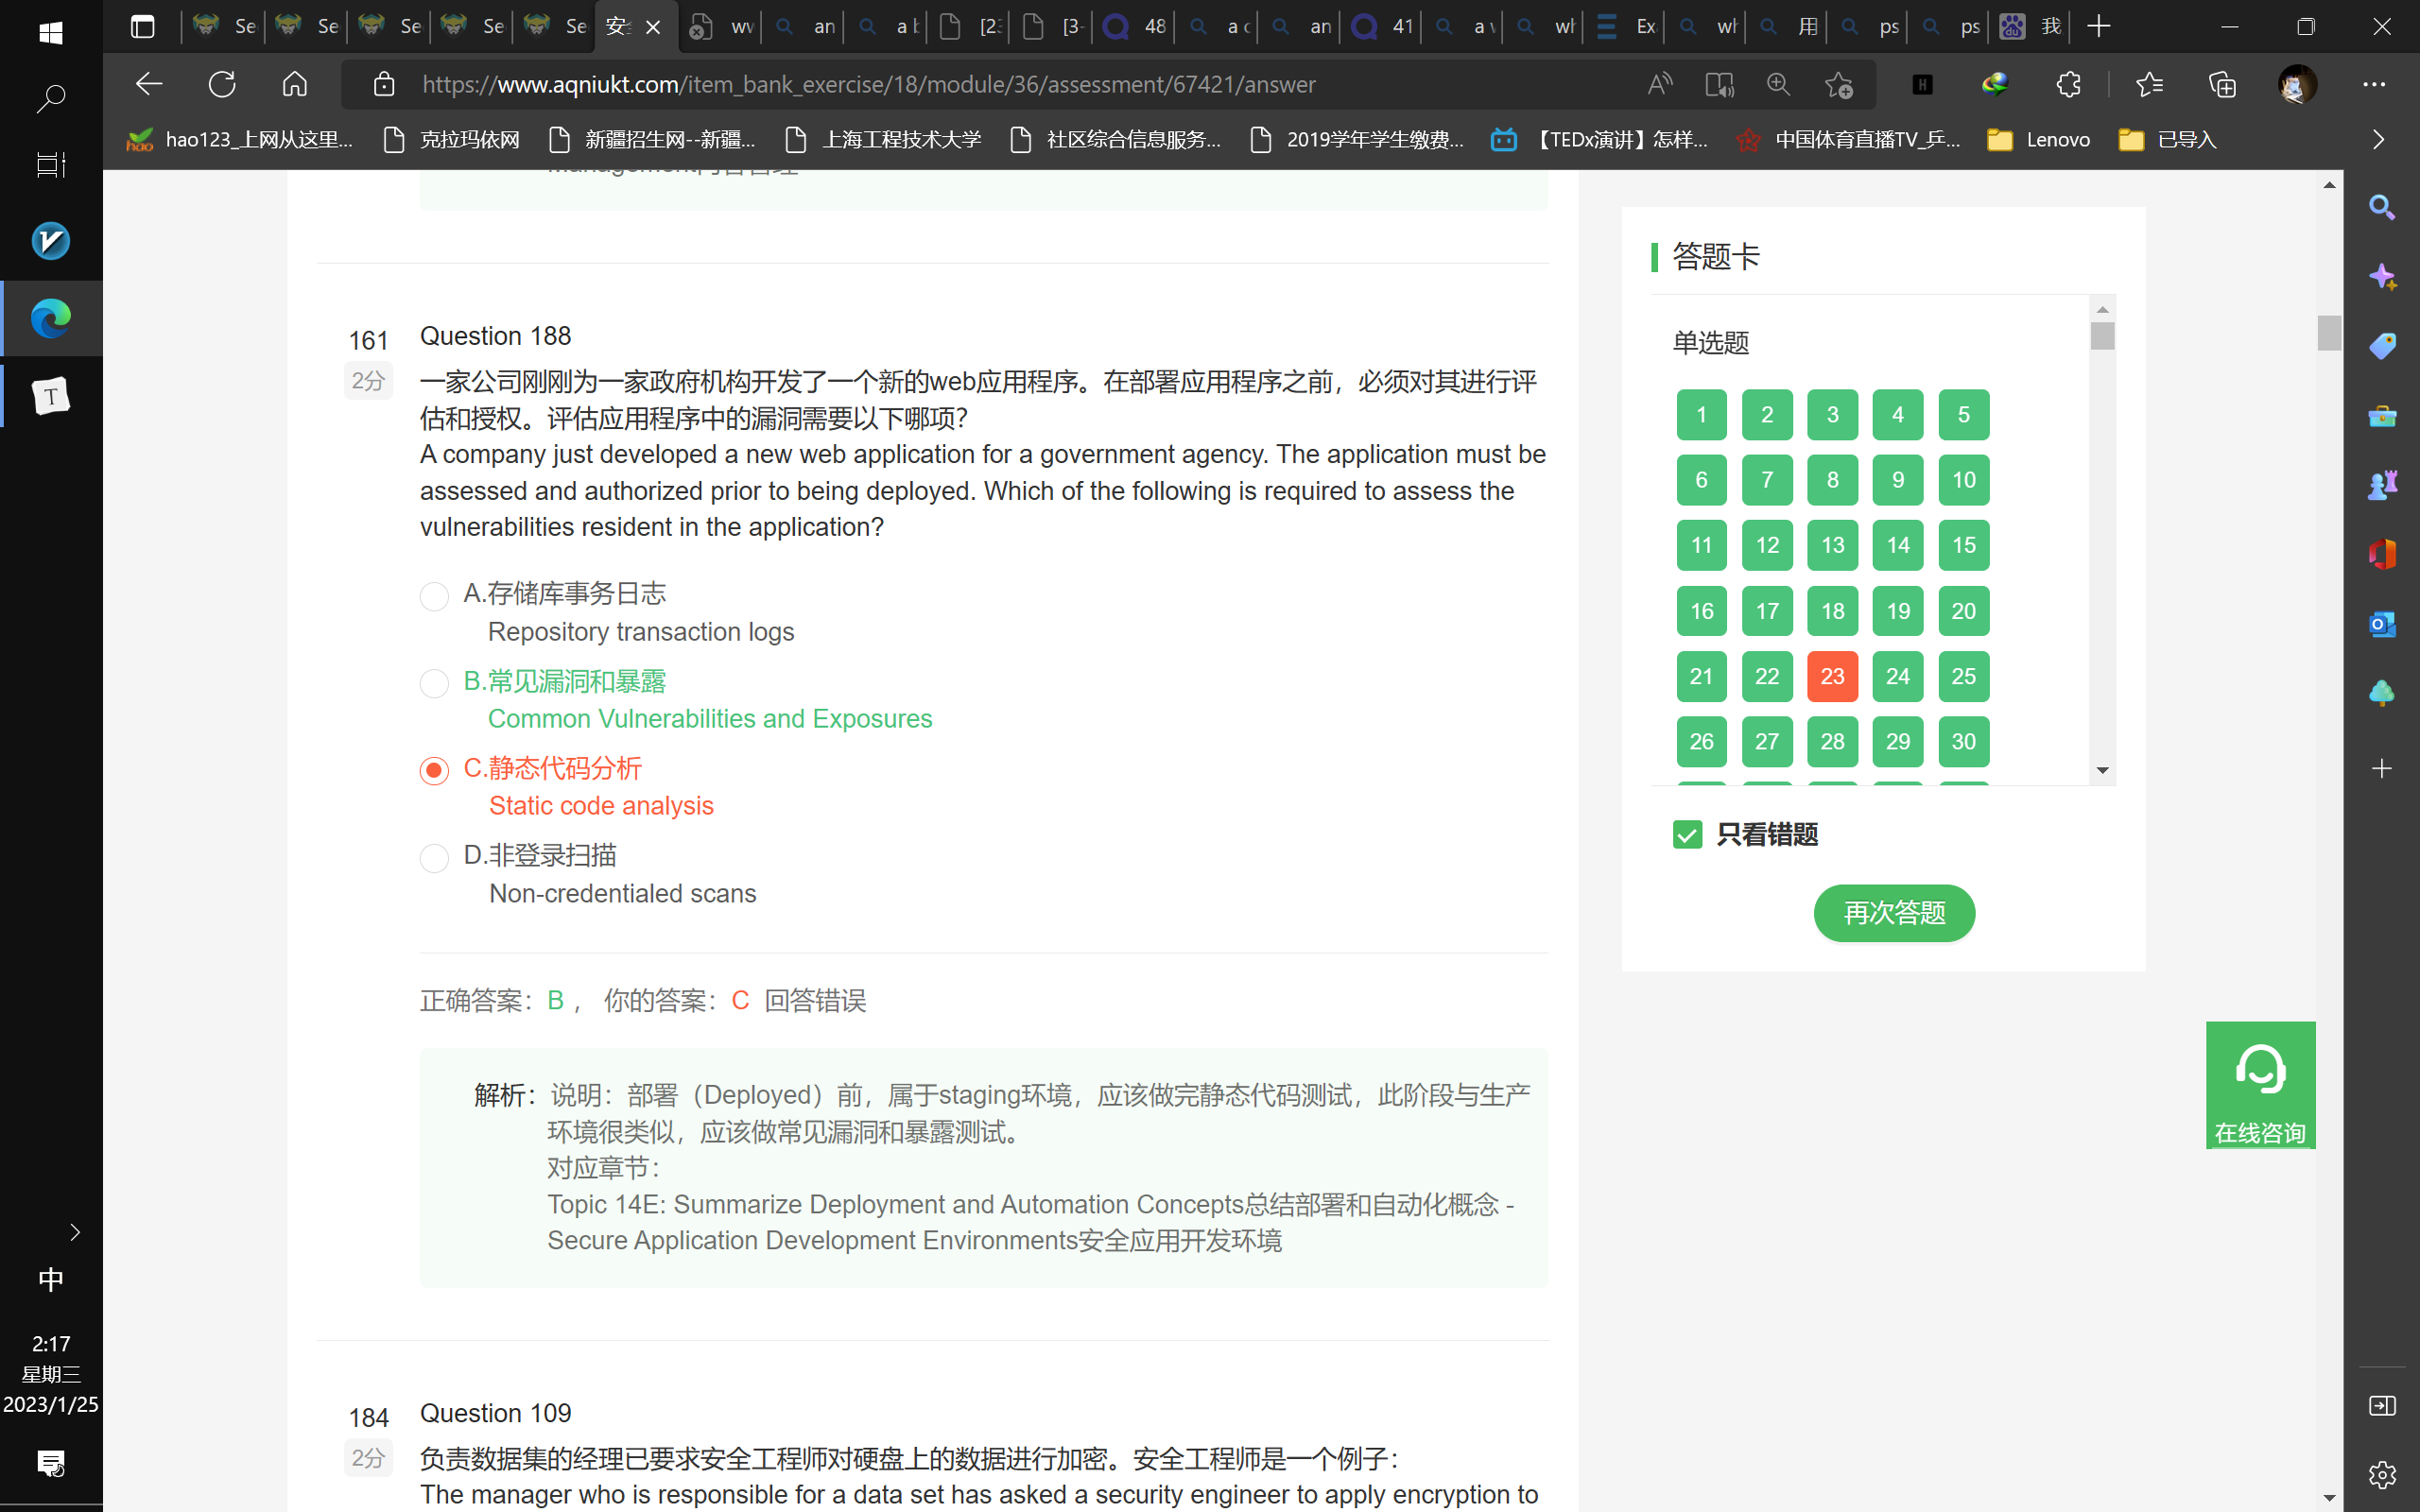 Se
Se
Se
Se
Se
wv
an
[3-
48
an
41
Ex
用
ps
ps
我
https://www.aqniukt.com/item_bank_exercise/18/module/36/assessment/67421/answer
hao123_上网从这里...
克拉玛依网
新疆招生网--新疆...
上海工程技术大学
社区综合信息服务...
2019学年学生缴费...
【TEDx演讲】怎样...
中国体育直播TV_乒...
Lenovo
已导入
161
2分
Question 188
一家公司刚刚为一家政府机构开发了一个新的web应用程序。在部署应用程序之前，必须对其进行评
估和授权。评估应用程序中的漏洞需要以下哪项？
A company just developed a new web application for a government agency. The application must be
assessed and authorized prior to being deployed. Which of the following is required to assess the
vulnerabilities resident in the application?
A.存储库事务日志
Repository transaction logs
B.常见漏洞和暴露
Common Vulnerabilities and Exposures
C.静态代码分析
Static code analysis
D.非登录扫描
Non-credentialed scans
正确答案：B ， 你的答案：C 回答错误
解析：说明：部署（Deployed）前，属于staging环境，应该做完静态代码测试，此阶段与生产
环境很类似，应该做常见漏洞和暴露测试。
对应章节：
Topic 14E: Summarize Deployment and Automation Concepts总结部署和自动化概念 -
Secure Application Development Environments安全应用开发环境
184
2分
Question 109
负责数据集的经理已要求安全工程师对硬盘上的数据进行加密。安全工程师是一个例子：
The manager who is responsible for a data set has asked a security engineer to apply encryption to
答题卡
单选题
1 2 3 4 5
6 7 8 9 10
11 12 13 14 15
16 17 18 19 20
21 22 23 24 25
26 27 28 29 30
只看错题
再次答题
在线咨询
中
2:17
星期三
2023/1/25